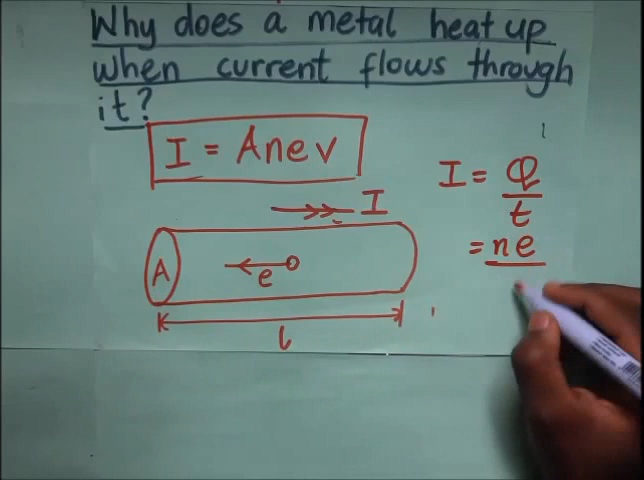 Why does a metal heat up
when current flows through
it?
I = Anev
I
A
e
l
I = Q
t
= ne